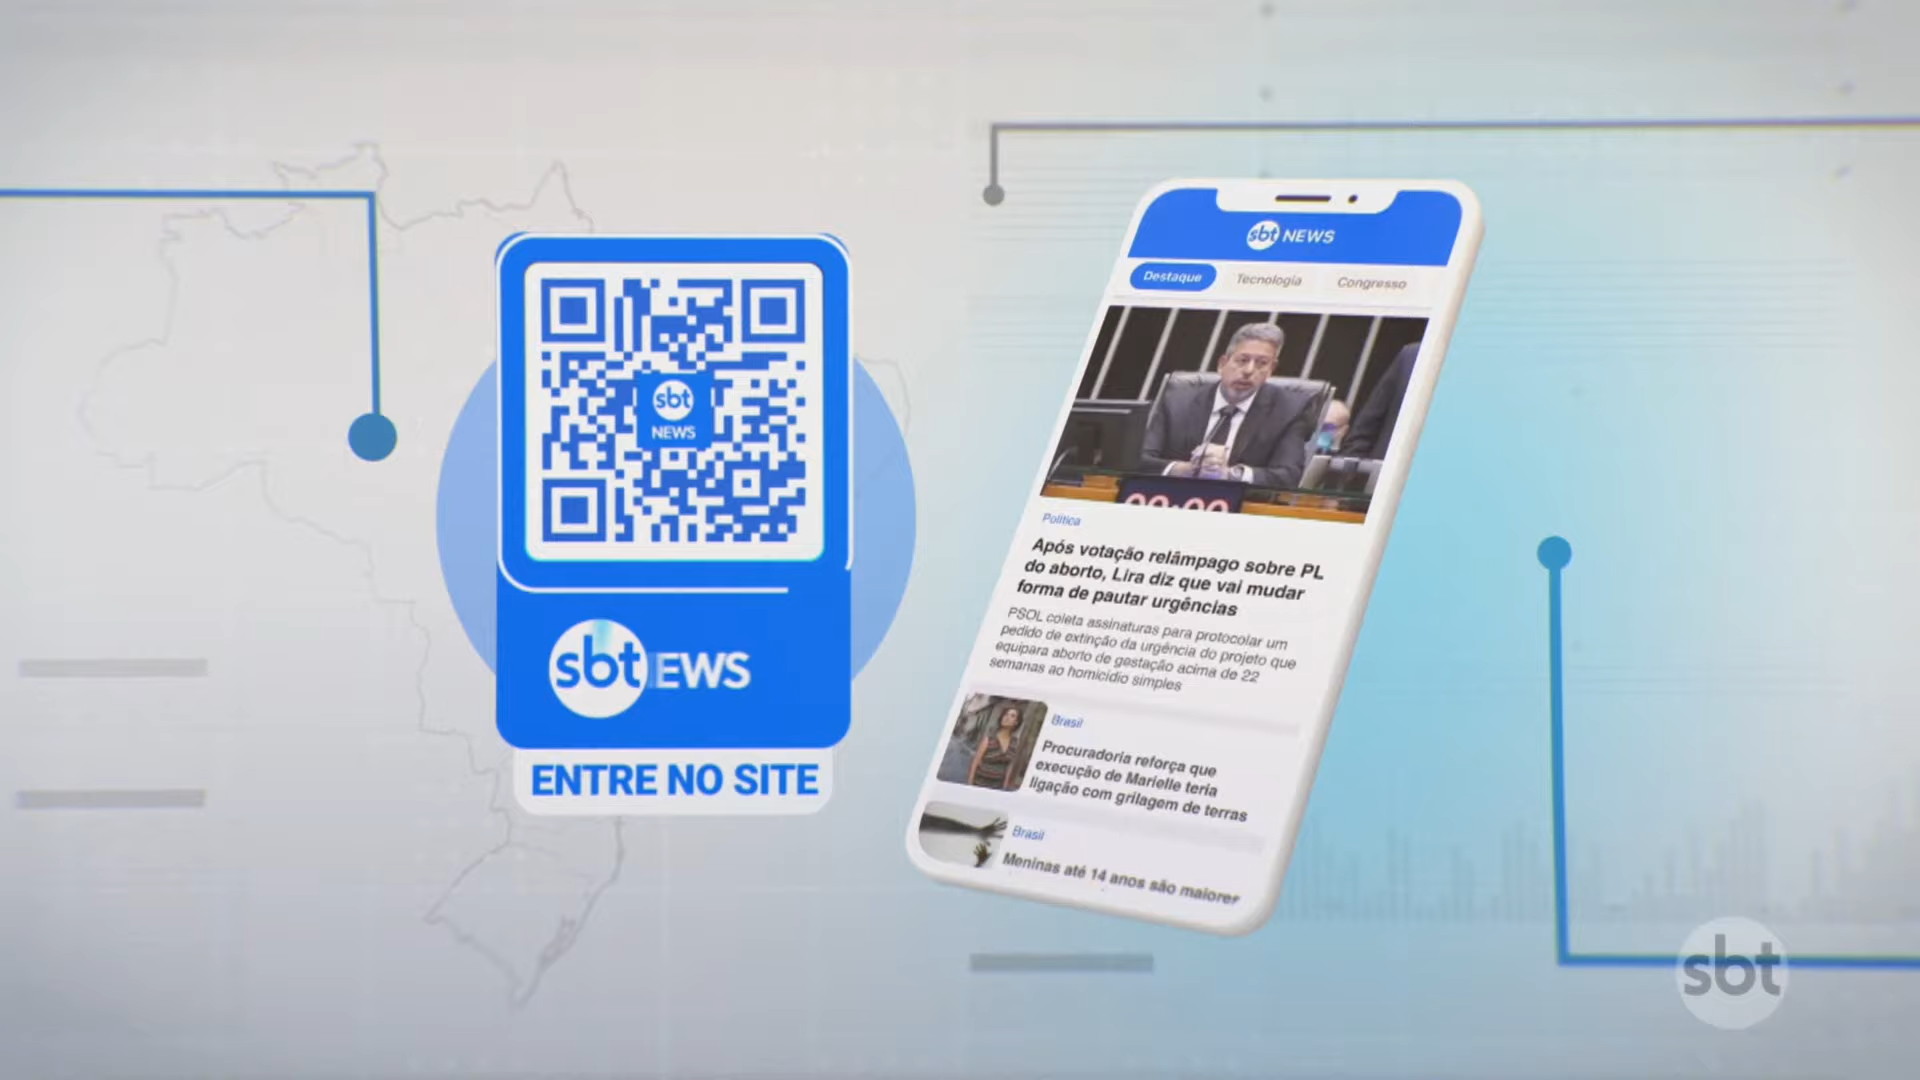 sbt
NEWS
sbt EWS
ENTRE NO SITE
sbt NEWS
Destaque Tecnologia Congresso
Política
Após votação relâmpago sobre PL
do aborto, Lira diz que vai mudar
forma de pautar urgências
PSOL coleta assinaturas para protocolar um
pedido de extinção da urgência do projeto que
equipara aborto de gestação acima de 22
semanas ao homicídio simples
Brasil
Procuradoria reforça que
execução de Marielle teria
ligação com grilagem de terras
Brasil
Meninas até 14 anos são maiores
sbt